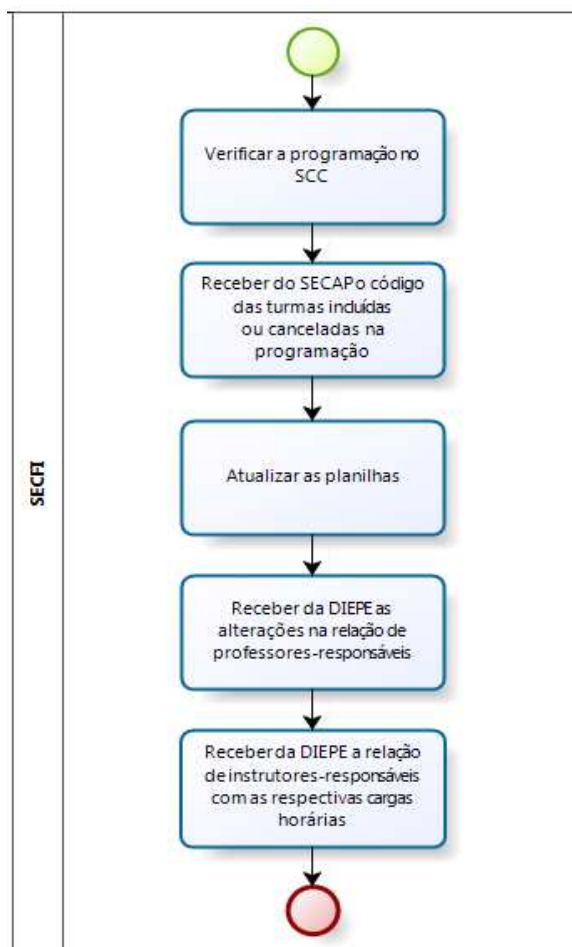 SECFI
Verificar a programação no
SCC
Receber do SECAP o código
das turmas incluídas
ou canceladas na
programação
Atualizar as planilhas
Receber da DIEPE as
alterações na relação de
professores-responsáveis
Receber da DIEPE a relação
de instrutores-responsáveis
com as respectivas cargas
horárias